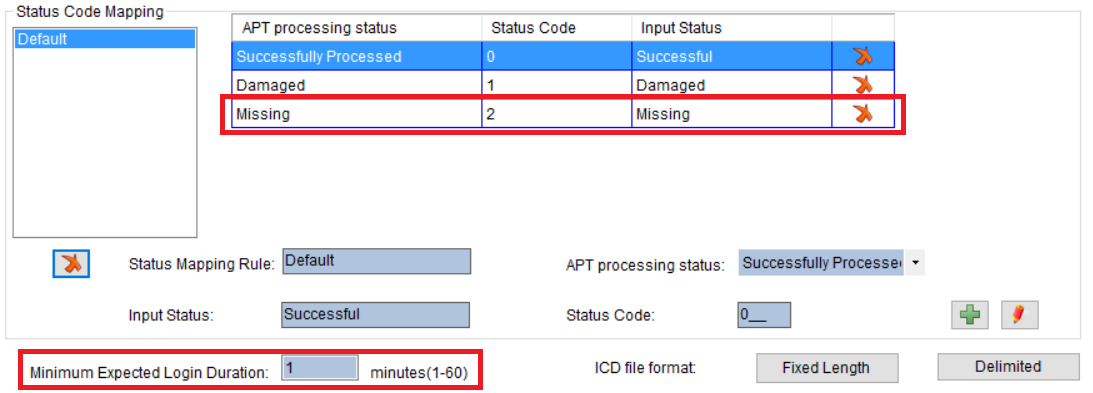 Status Code Mapping
Default
APT processing status Status Code Input Status
Successfully Processed 0 Successful
Damaged 1 Damaged
Missing 2 Missing
Status Mapping Rule: Default APT processing status: Successfully Processe
Input Status: Successful Status Code: 0__
Minimum Expected Login Duration: 1 minutes(1-60) ICD file format: Fixed Length Delimited